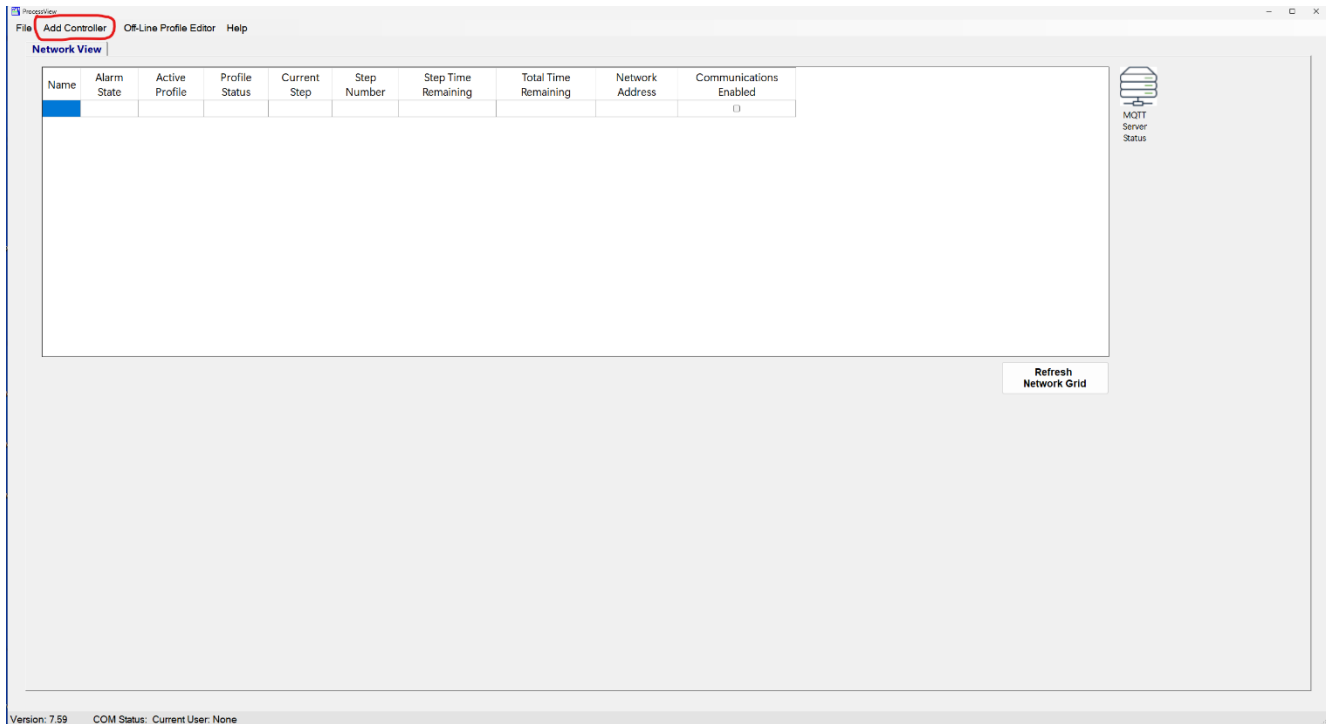 ProcessView
File Add Controller Off-Line Profile Editor Help
Network View
Name Alarm State Active Profile Profile Status Current Step Step Number Step Time Remaining Total Time Remaining Network Address Communications Enabled
MQTT
Server
Status
Refresh
Network Grid
Version: 7.59 COM Status: Current User: None